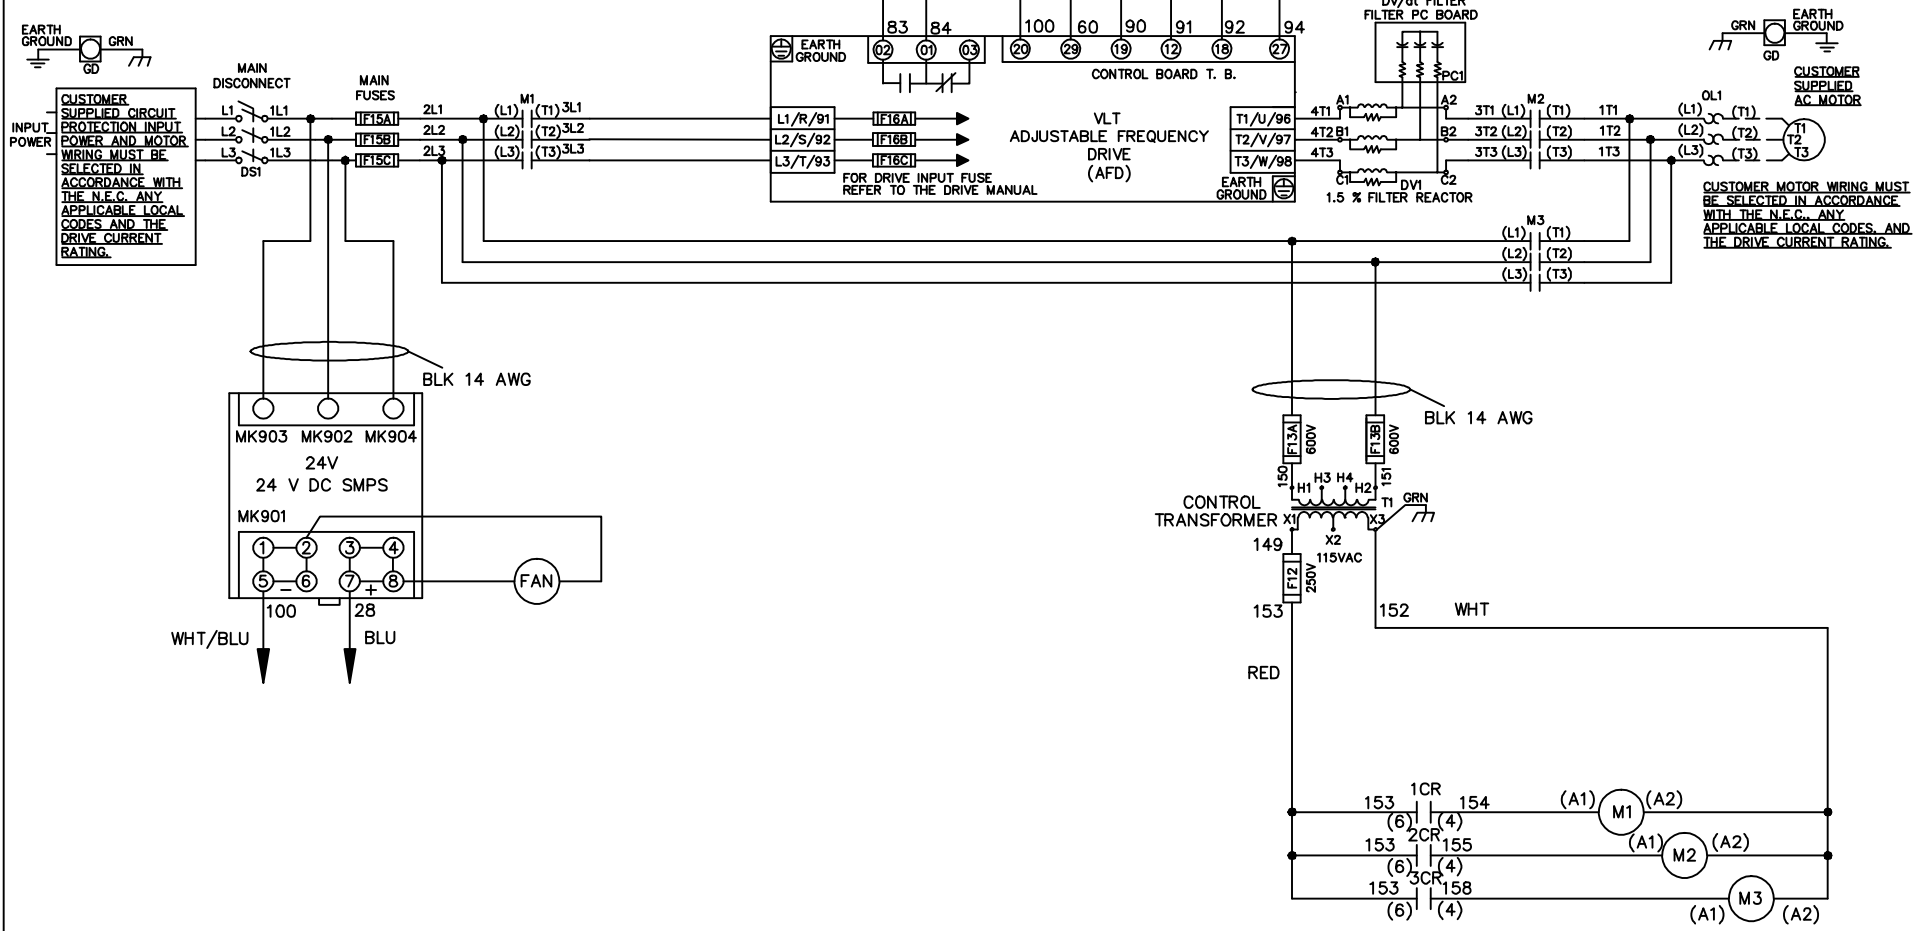 83 84 100 60 90 91 92 94
DV/dt FILTER
FILTER PC BOARD
PC1
EARTH
GROUND
GRN
GD
EARTH
GROUND
02 01 03
20 29 19 12 18 27
CONTROL BOARD T. B.
GRN
EARTH
GROUND
GD
MAIN
DISCONNECT
MAIN
FUSES
CUSTOMER
SUPPLIED
AC MOTOR
INPUT
POWER
CUSTOMER
SUPPLIED CIRCUIT
PROTECTION INPUT
POWER AND MOTOR
WIRING MUST BE
SELECTED IN
ACCORDANCE WITH
THE N.E.C. ANY
APPLICABLE LOCAL
CODES AND THE
DRIVE CURRENT
RATING.
L1 1L1 F15A 2L1 (L1) M1 (T1) 3L1
L2 1L2 F15B 2L2 (L2) (T2) 3L2
L3 1L3 F15C 2L3 (L3) (T3) 3L3
DS1
L1/R/91 F16A
L2/S/92 F16B
L3/T/93 F16C
FOR DRIVE INPUT FUSE
REFER TO THE DRIVE MANUAL
VLT
ADJUSTABLE FREQUENCY
DRIVE
(AFD)
T1/U/96 4T1 A1 A2 3T1 (L1) M2 (T1) 1T1 (L1) OL1 (T1) T1
T2/V/97 4T2 B1 B2 3T2 (L2) (T2) 1T2 (L2) (T2) T2
T3/W/98 4T3 C1 C2 3T3 (L3) (T3) 1T3 (L3) (T3) T3
EARTH
GROUND
DV1
1.5 % FILTER REACTOR
CUSTOMER MOTOR WIRING MUST
BE SELECTED IN ACCORDANCE
WITH THE N.E.C., ANY
APPLICABLE LOCAL CODES, AND
THE DRIVE CURRENT RATING.
M3
(L1) (T1)
(L2) (T2)
(L3) (T3)
BLK 14 AWG
MK903 MK902 MK904
24V
24 V DC SMPS
MK901
1 2 3 4
5 - 6 7 + 8
FAN
100 28
WHT/BLU BLU
BLK 14 AWG
F13A 600V F13B 600V
150 151
H1 H3 H4 H2
T1 GRN
CONTROL
TRANSFORMER
X1 X3
X2
115VAC
149
F12 250V
153 152 WHT
RED
1CR
153 154 (A1) M1 (A2)
(6) (4)
2CR
153 155 (A1) M2 (A2)
(6) (4)
3CR
153 158 M3
(6) (4) (A1) (A2)